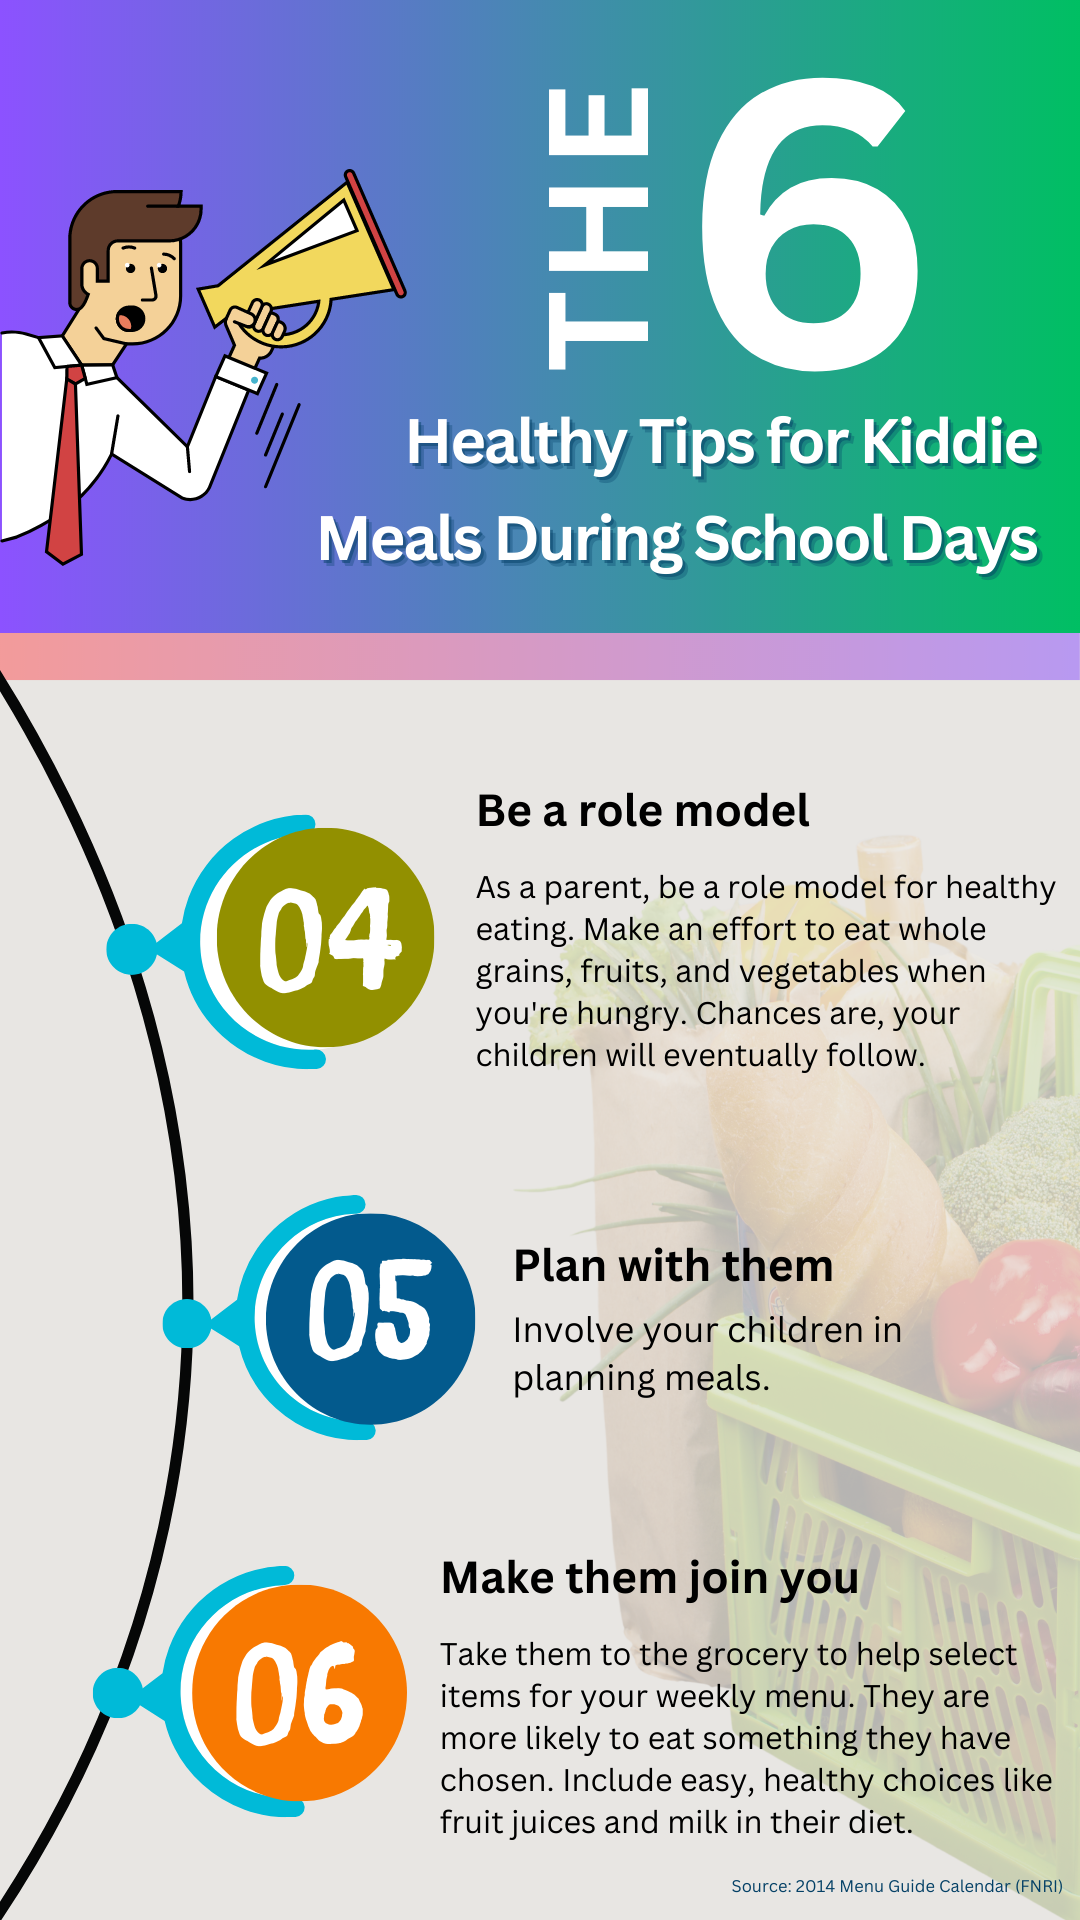 THE 6
Healthy Tips for Kiddie
Meals During School Days
04
Be a role model
As a parent, be a role model for healthy
eating. Make an effort to eat whole
grains, fruits, and vegetables when
you're hungry. Chances are, your
children will eventually follow.
05
Plan with them
Involve your children in
planning meals.
06
Make them join you
Take them to the grocery to help select
items for your weekly menu. They are
more likely to eat something they have
chosen. Include easy, healthy choices like
fruit juices and milk in their diet.
Source: 2014 Menu Guide Calendar (FNRI)